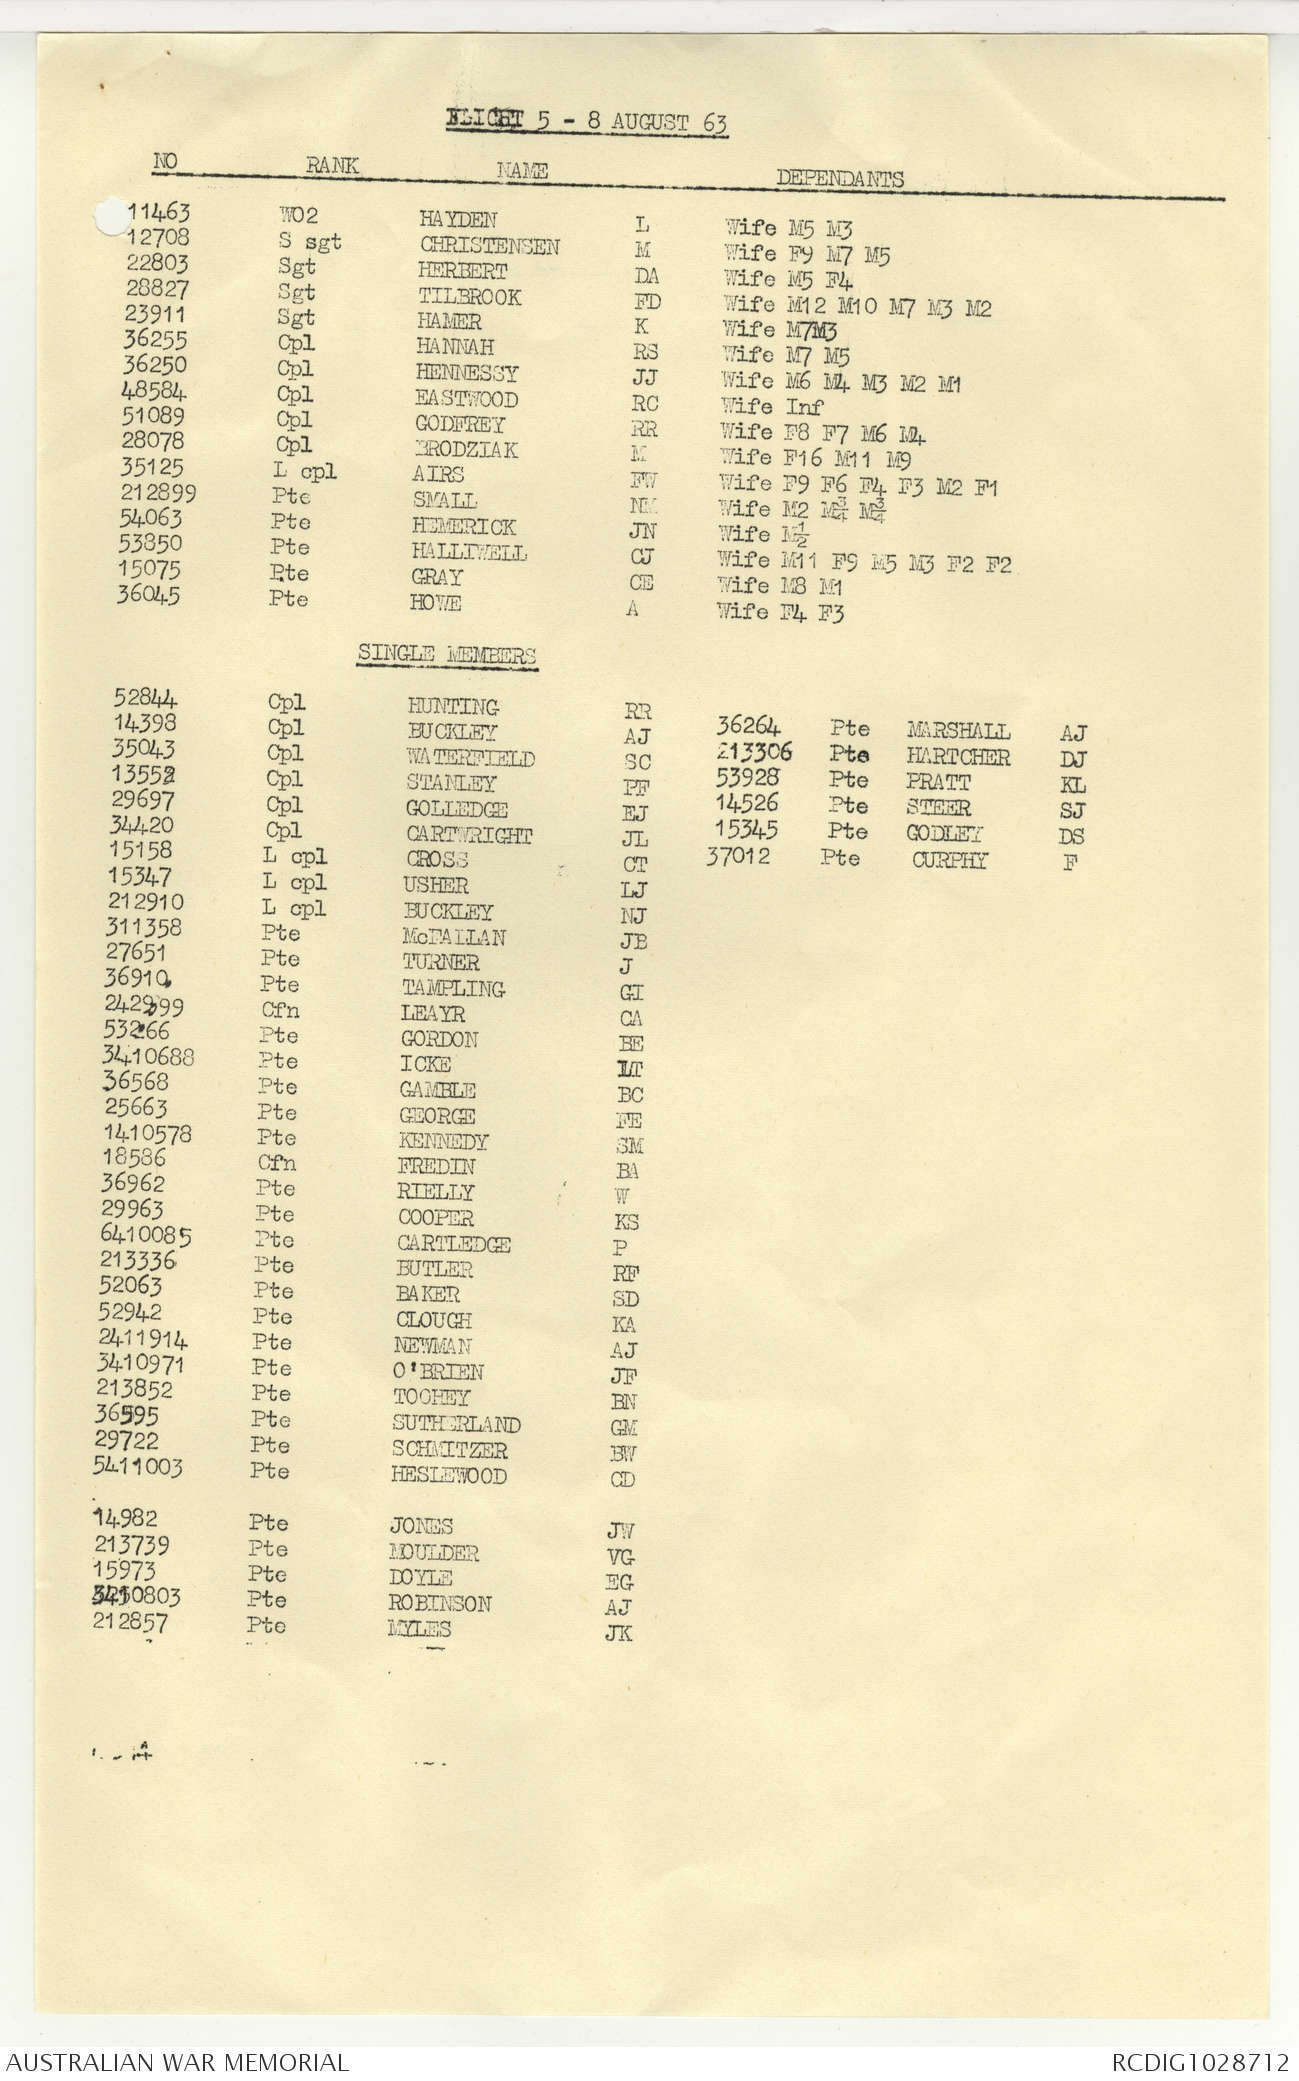 FLIGHT 5 - 8 AUGUST 63
NO RANK NAME DEPENDANTS
11463 WO2 HAYDEN L Wife M5 M3
12708 S sgt CHRISTENSEN M Wife F9 M7 M5
22803 Sgt HERBERT DA Wife M5 F4
28827 Sgt TILBROOK FD Wife M12 M10 M7 M3 M2
23911 Sgt HAMER K Wife M7 M3
36255 Cpl HANNAH RS Wife M7 M5
36250 Cpl HENNESSY JJ Wife M6 M4 M3 M2 M1
48584 Cpl EASTWOOD RC Wife Inf
51089 Cpl GODFREY RR Wife F8 F7 M6 M4
28078 Cpl BRODZIAK M Wife F16 M11 M9
35125 L cpl AIRS FW Wife F9 F6 F4 F3 M2 F1
212899 Pte SMALL NM Wife M2 M¾ M¾
54063 Pte HEMERICK JN Wife M½
53850 Pte HALLIWELL CJ Wife M11 F9 M5 M3 F2 F2
15075 Pte GRAY CE Wife M8 M1
36045 Pte HOWE A Wife F4 F3
SINGLE MEMBERS
52844 Cpl HUNTING RR
14398 Cpl BUCKLEY AJ 36264 Pte MARSHALL AJ
35043 Cpl WATERFIELD SC 213306 Pte HARTCHER DJ
13552 Cpl STANLEY PF 53928 Pte PRATT KL
29697 Cpl GOLLEDGE EJ 14526 Pte STEER SJ
34420 Cpl CARTWRIGHT JL 15345 Pte GODLEY DS
15158 L cpl CROSS CT 37012 Pte CURPHY F
15347 L cpl USHER LJ
212910 L cpl BUCKLEY NJ
311358 Pte McFALLAN JB
27651 Pte TURNER J
36910 Pte TAMPLING GI
242999 Cfn LEAYR CA
53266 Pte GORDON BE
3410688 Pte ICKE LT
36568 Pte GAMBLE BC
25663 Pte GEORGE FE
1410578 Pte KENNEDY SM
18586 Cfn FREDIN BA
36962 Pte RIELLY W
29963 Pte COOPER KS
6410085 Pte CARTLEDGE P
213336 Pte BUTLER RF
52063 Pte BAKER SD
52942 Pte CLOUGH KA
2411914 Pte NEWMAN AJ
3410971 Pte O'BRIEN JF
213852 Pte TOOHEY BN
36595 Pte SUTHERLAND GM
29722 Pte SCHMITZER BW
5411003 Pte HESLEWOOD CD
14982 Pte JONES JW
213739 Pte MOULDER VG
15973 Pte DOYLE EG
Pte ROBINSON AJ
212857 Pte MYLES JK
AUSTRALIAN WAR MEMORIAL RCDIG1028712